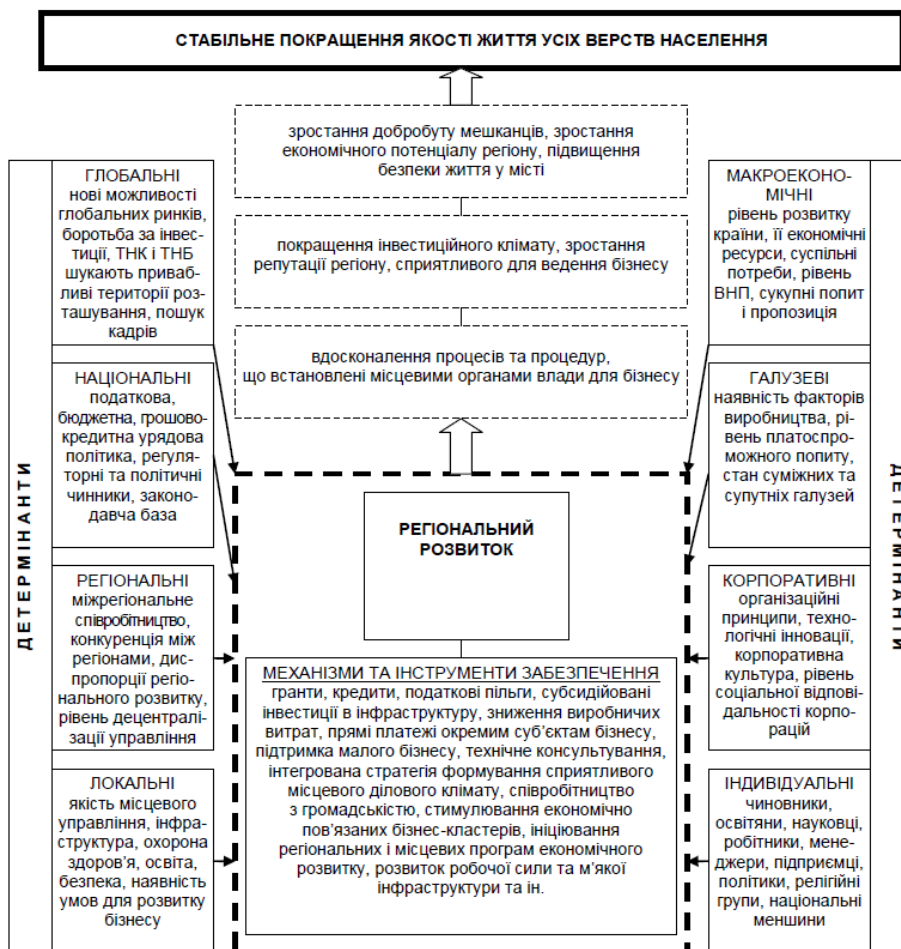 СТАБІЛЬНЕ ПОКРАЩЕННЯ ЯКОСТІ ЖИТТЯ УСІХ ВЕРСТВ НАСЕЛЕННЯ
зростання добробуту мешканців, зростання
економічного потенціалу регіону, підвищення
безпеки життя у місті
покращення інвестиційного клімату, зростання
репутації регіону, сприятливого для ведення бізнесу
вдосконалення процесів та процедур,
що встановлені місцевими органами влади для бізнесу
ДЕТЕРМІНАНТИ
ГЛОБАЛЬНІ
нові можливості
глобальних ринків,
боротьба за інвес-
тиції, ТНК і ТНБ
шукають приваб-
ливі території роз-
ташування, пошук
кадрів
НАЦІОНАЛЬНІ
податкова,
бюджетна, грошово-
кредитна урядова
політика, регуля-
торні та політичні
чинники, законо-
давча база
РЕГІОНАЛЬНІ
міжрегіональне
співробітництво,
конкуренція між
регіонами, дис-
пропорції регіо-
нального розвитку,
рівень децентралі-
зації управління
ЛОКАЛЬНІ
якість місцевого
управління, інфра-
структура, охорона
здоров’я, освіта,
безпека, наявність
умов для розвитку
бізнесу
РЕГІОНАЛЬНИЙ
РОЗВИТОК
МЕХАНІЗМИ ТА ІНСТРУМЕНТИ ЗАБЕЗПЕЧЕННЯ
гранти, кредити, податкові пільги, субсидійовані
інвестиції в інфраструктуру, зниження виробничих
витрат, прямі платежі окремим суб’єктам бізнесу,
підтримка малого бізнесу, технічне консультування,
інтегрована стратегія формування сприятливого
місцевого ділового клімату, співробітництво
з громадськістю, стимулювання економічно
пов’язаних бізнес-кластерів, ініціювання
регіональних і місцевих програм економічного
розвитку, розвиток робочої сили та м’якої
інфраструктури та ін.
МАКРОЕКОНО-
МІЧНІ
рівень розвитку
країни, її економічні
ресурси, суспільні
потреби, рівень
ВНП, сукупні попит
і пропозиція
ГАЛУЗЕВІ
наявність факторів
виробництва, рі-
вень платоспро-
можного попиту,
стан суміжних та
супутніх галузей
КОРПОРАТИВНІ
організаційні
принципи, техно-
логічні інновації,
корпоративна
культура, рівень
соціальної відпові-
дальності корпо-
рацій
ІНДИВІДУАЛЬНІ
чиновники,
освітяни, науковці,
робітники, мене-
джери, підприємці,
політики, релігійні
групи, національні
меншини
ДЕТЕРМІНАНТИ